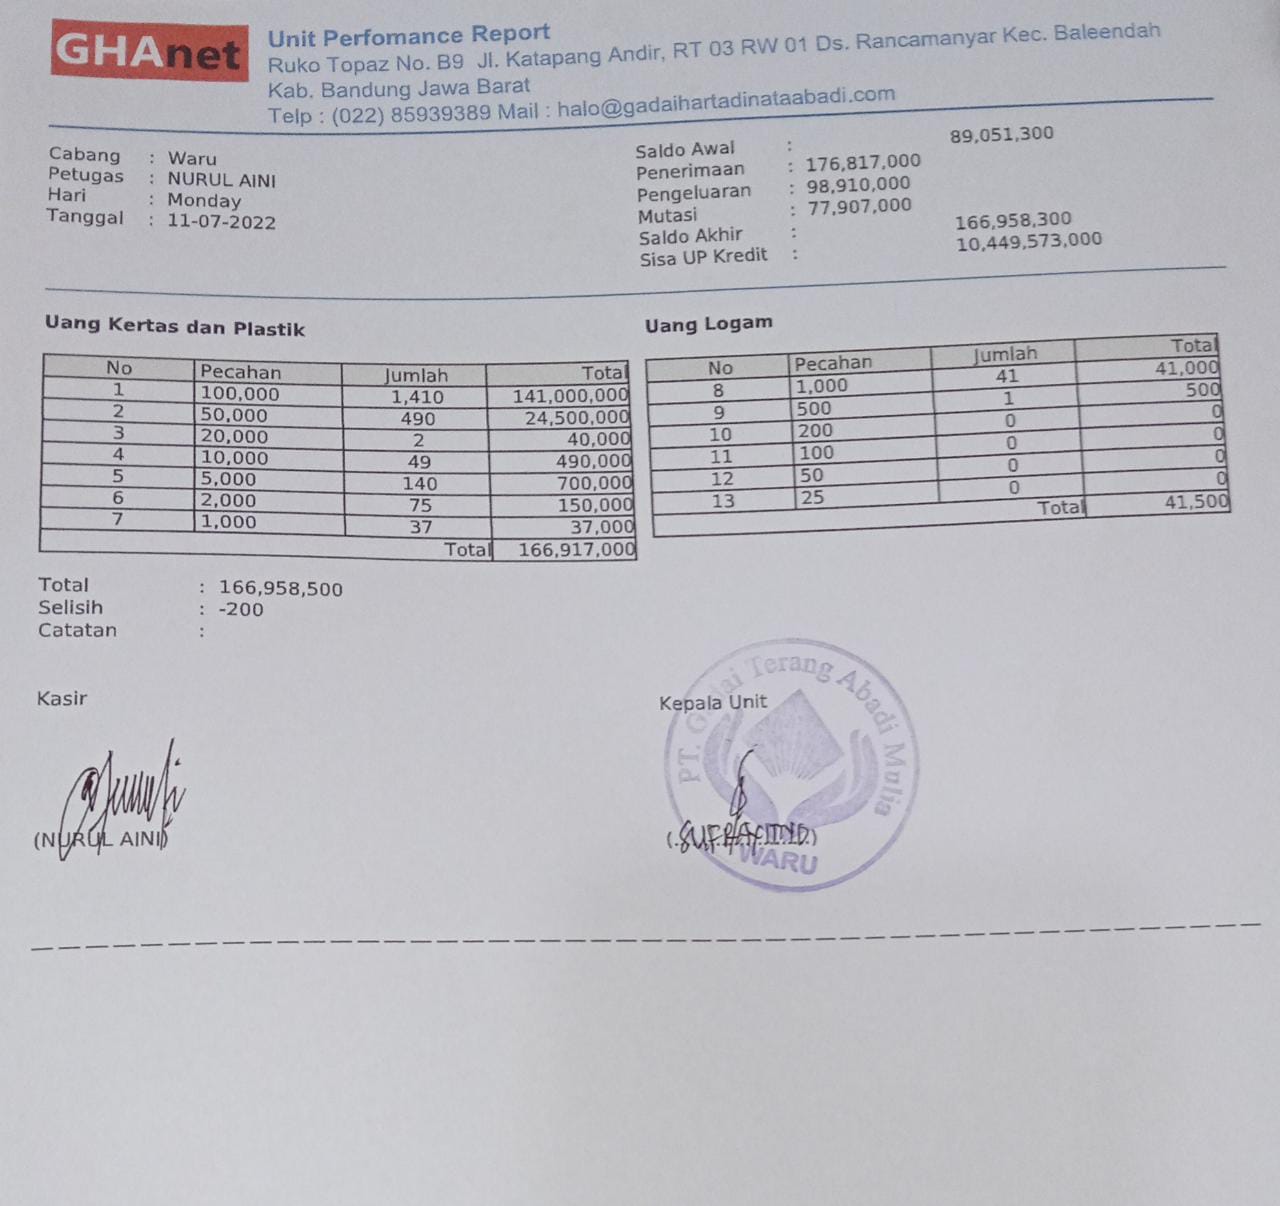 GHAnet
Unit Perfomance Report
Ruko Topaz No. B9 Jl. Katapang Andir, RT 03 RW 01 Ds. Rancamanyar Kec. Baleendah
Kab. Bandung Jawa Barat
Telp : (022) 85939389 Mail : halo@gadaihartadinataabadi.com
Cabang : Waru
Petugas : NURUL AINI
Hari : Monday
Tanggal : 11-07-2022
Saldo Awal : 89,051,300
Penerimaan : 176,817,000
Pengeluaran : 98,910,000
Mutasi : 77,907,000
Saldo Akhir : 166,958,300
Sisa UP Kredit : 10,449,573,000
Uang Kertas dan Plastik
No Pecahan Jumlah Total
1 100,000 1,410 141,000,000
2 50,000 490 24,500,000
3 20,000 2 40,000
4 10,000 49 490,000
5 5,000 140 700,000
6 2,000 75 150,000
7 1,000 37 37,000
Total 166,917,000
Uang Logam
No Pecahan Jumlah Total
8 1,000 41 41,000
9 500 1 500
10 200 0 0
11 100 0 0
12 50 0 0
13 25 0 0
Total 41,500
Total : 166,958,500
Selisih : -200
Catatan :
Kasir
(NURUL AINI)
Kepala Unit
PT. Gadai Terang Abadi Mulia
WARU